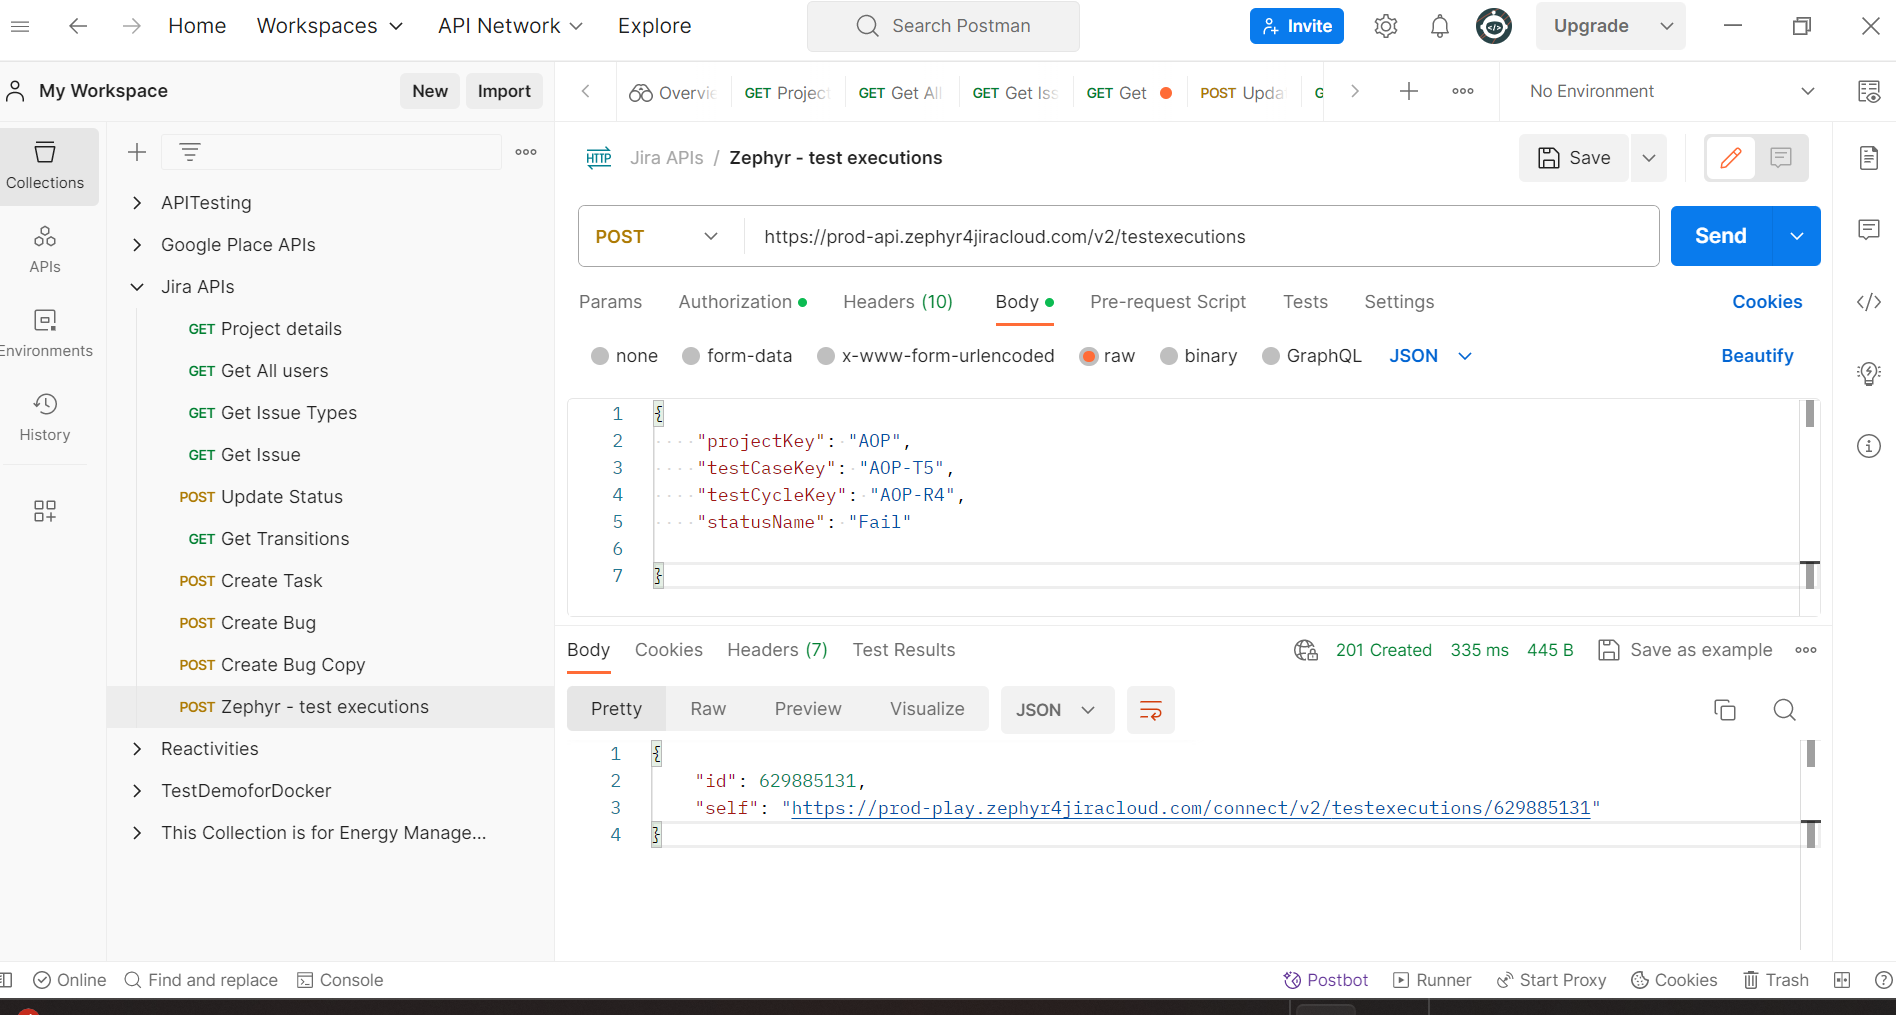 Home Workspaces API Network Explore Search Postman Invite Upgrade
My Workspace New Import
Overvie GET Project GET Get All GET Get Iss GET Get POST Upda G No Environment
Collections
APIs
Environments
History
APITesting
Google Place APIs
Jira APIs
GET Project details
GET Get All users
GET Get Issue Types
GET Get Issue
POST Update Status
GET Get Transitions
POST Create Task
POST Create Bug
POST Create Bug Copy
POST Zephyr - test executions
Reactivities
TestDemoforDocker
This Collection is for Energy Manage...
HTTP Jira APIs / Zephyr - test executions Save
POST https://prod-api.zephyr4jiracloud.com/v2/testexecutions Send
Params Authorization Headers (10) Body Pre-request Script Tests Settings Cookies
none form-data x-www-form-urlencoded raw binary GraphQL JSON Beautify
1 {
2 "projectKey": "AOP",
3 "testCaseKey": "AOP-T5",
4 "testCycleKey": "AOP-R4",
5 "statusName": "Fail"
6
7 }
Body Cookies Headers (7) Test Results 201 Created 335 ms 445 B Save as example
Pretty Raw Preview Visualize JSON
1 {
2 "id": 629885131,
3 "self": "https://prod-play.zephyr4jiracloud.com/connect/v2/testexecutions/629885131"
4 }
Online Find and replace Console Postbot Runner Start Proxy Cookies Trash